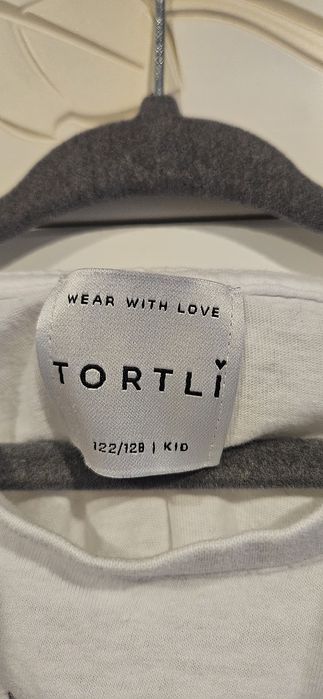 WEAR WITH LOVE
TORTLi
122/128 | KID